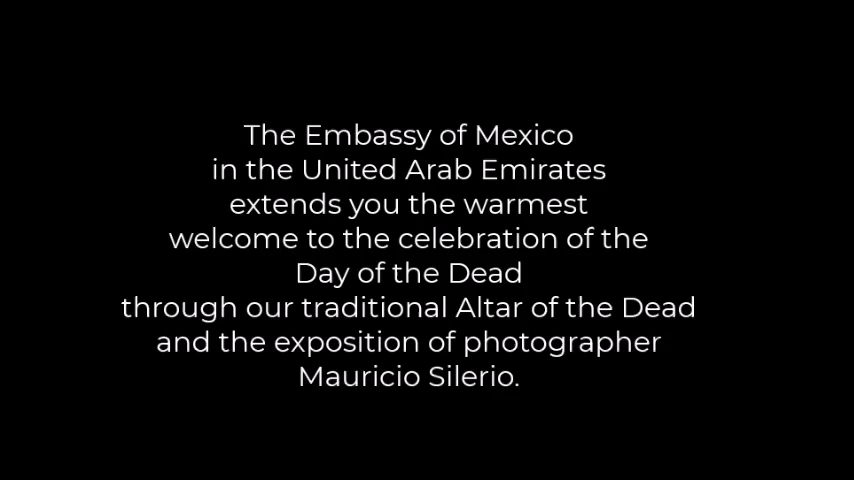 The Embassy of Mexico
in the United Arab Emirates
extends you the warmest
welcome to the celebration of the
Day of the Dead
through our traditional Altar of the Dead
and the exposition of photographer
Mauricio Silerio.